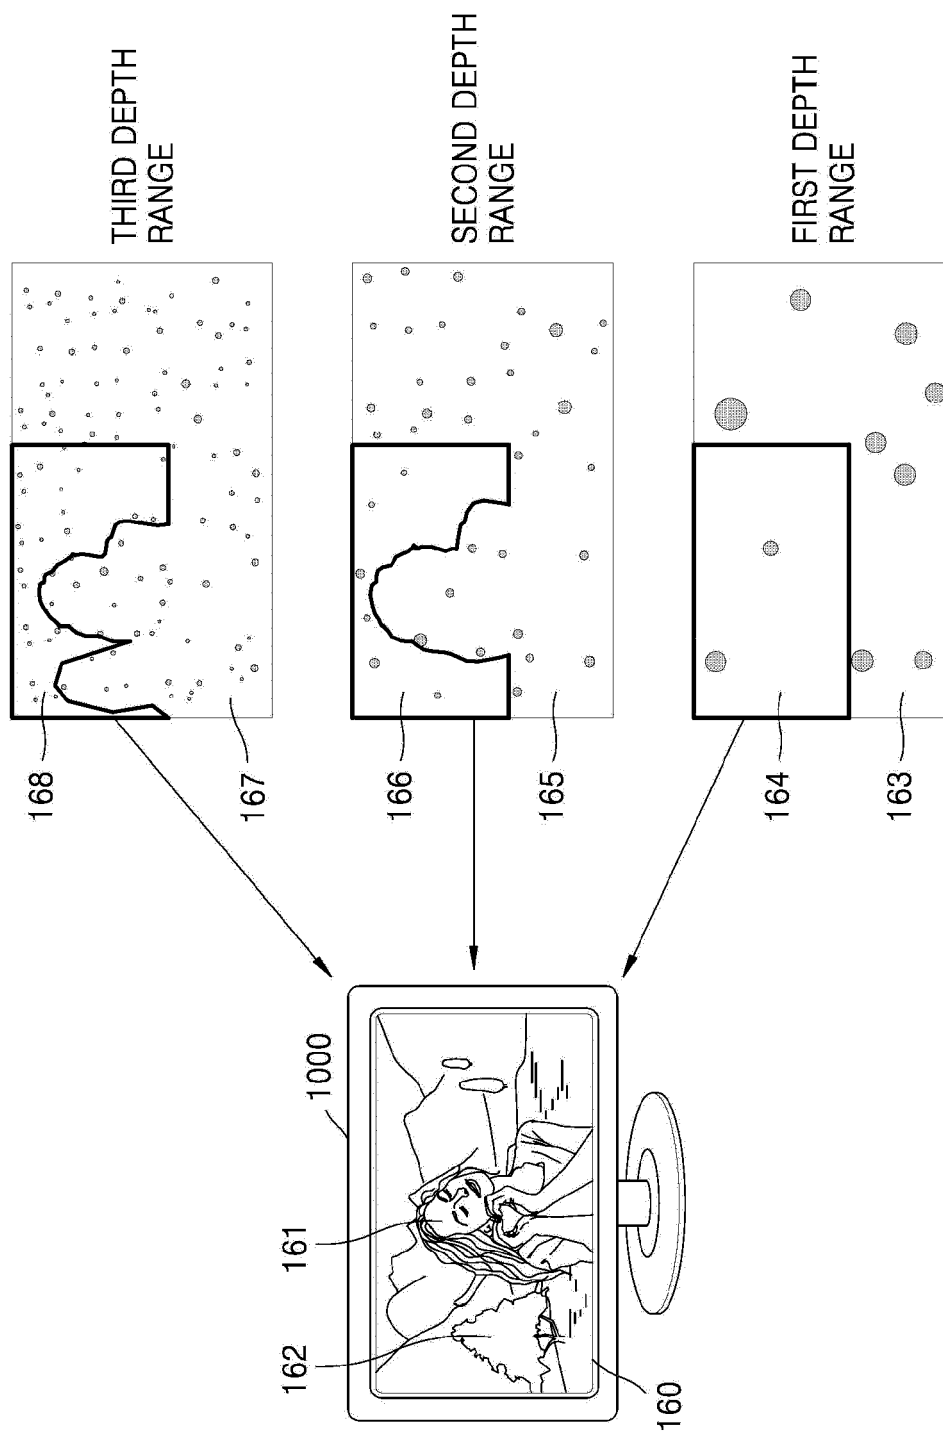 168
THIRD DEPTH
RANGE
167
162
161
1000
166
SECOND DEPTH
RANGE
165
160
164
FIRST DEPTH
RANGE
163